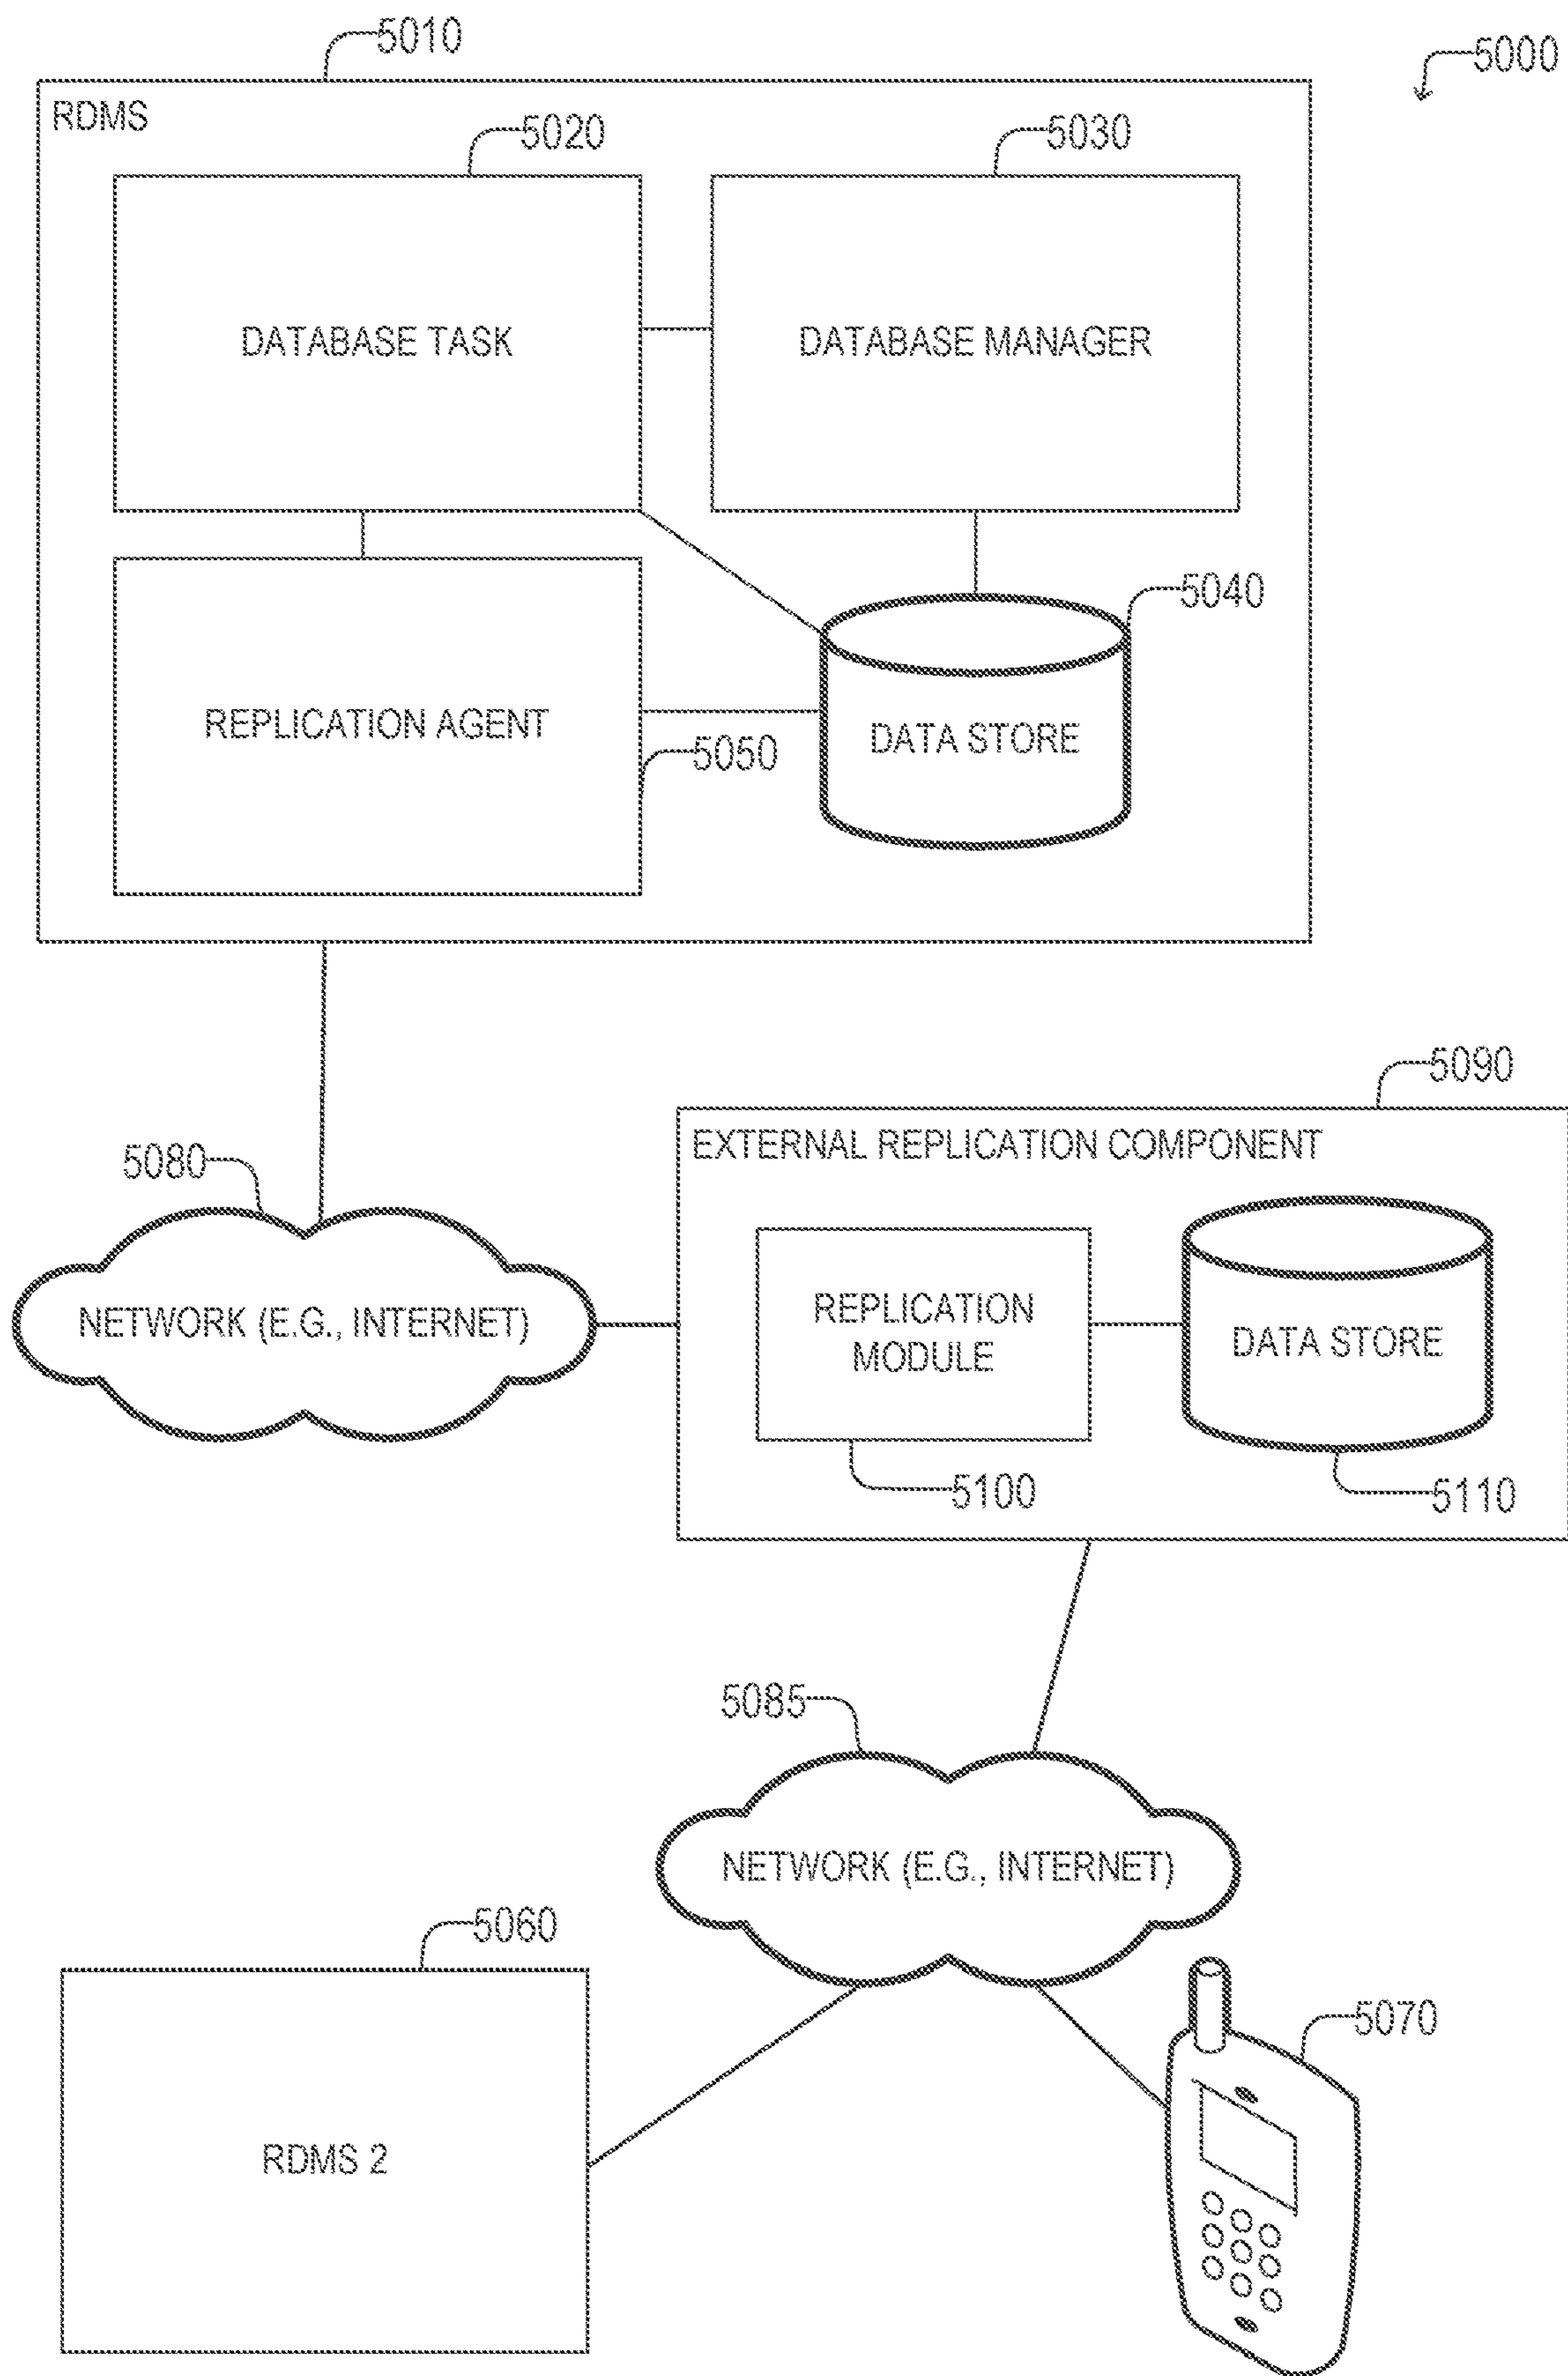 5010
5000
RDMS
5020
5030
DATABASE TASK
DATABASE MANAGER
5040
REPLICATION AGENT
5050
DATA STORE
5090
EXTERNAL REPLICATION COMPONENT
5080
NETWORK (E.G., INTERNET)
REPLICATION
MODULE
DATA STORE
5100
5110
5085
NETWORK (E.G., INTERNET)
5060
5070
RDMS 2